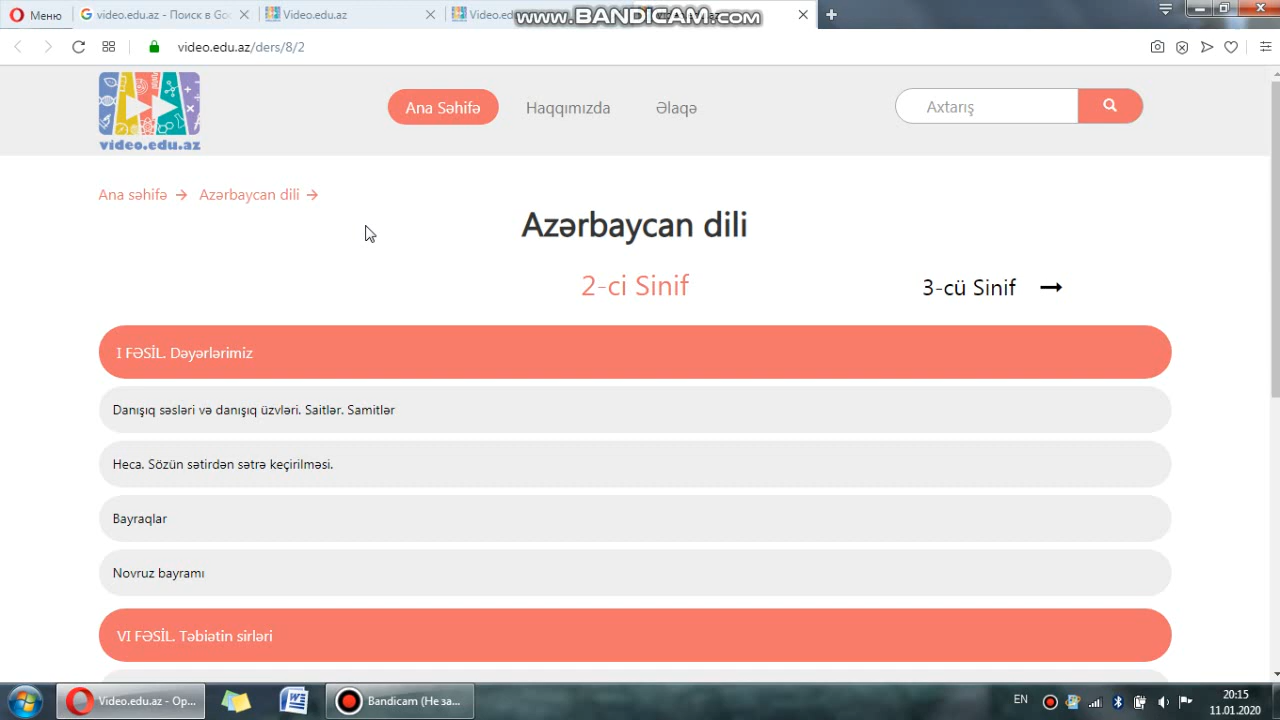 Меню
video.edu.az - Поиск в Goo
Video.edu.az
Video.edu
www.BANDICAM.com
video.edu.az/ders/8/2
video.edu.az
Ana Səhifə
Haqqımızda
Əlaqə
Axtarış
Ana səhifə → Azərbaycan dili →
Azərbaycan dili
2-ci Sinif
3-cü Sinif →
I FƏSİL. Dəyərlərimiz
Danışıq səsləri və danışıq üzvləri. Saitlər. Samitlər
Heca. Sözün sətirdən sətrə keçirilməsi.
Bayraqlar
Novruz bayramı
VI FƏSİL. Təbiətin sirləri
Video.edu.az - Op...
Bandicam (Не за...
EN
20:15
11.01.2020